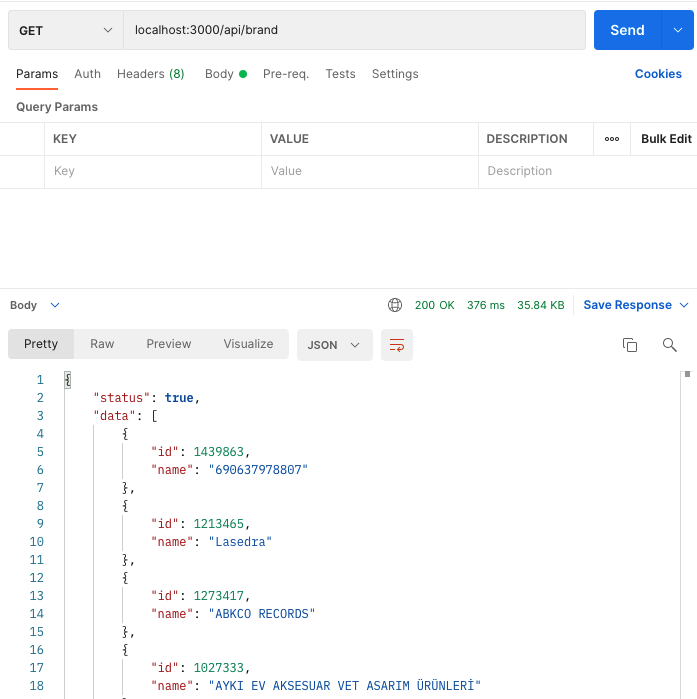 GET localhost:3000/api/brand Send
Params Auth Headers (8) Body Pre-req. Tests Settings Cookies
Query Params
KEY VALUE DESCRIPTION ooo Bulk Edit
Key Value Description
Body 200 OK 376 ms 35.84 KB Save Response
Pretty Raw Preview Visualize JSON
1 {
2 "status": true,
3 "data": [
4 {
5 "id": 1439863,
6 "name": "690637978807"
7 },
8 {
9 "id": 1213465,
10 "name": "Lasedra"
11 },
12 {
13 "id": 1273417,
14 "name": "ABKCO RECORDS"
15 },
16 {
17 "id": 1027333,
18 "name": "AYKI EV AKSESUAR VET ASARIM ÜRÜNLERİ"